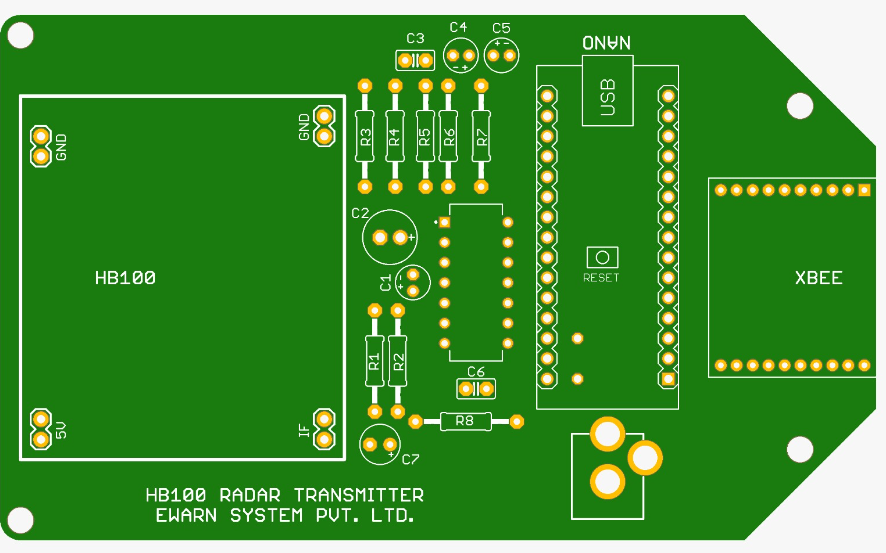 C4
C5
C3
NANO
USB
GND
GND
R3
R4
R5
R6
R7
C2
C1
RESET
HB100
XBEE
R1
R2
C6
R8
5V
IF
C7
HB100 RADAR TRANSMITTER
EWARN SYSTEM PVT. LTD.